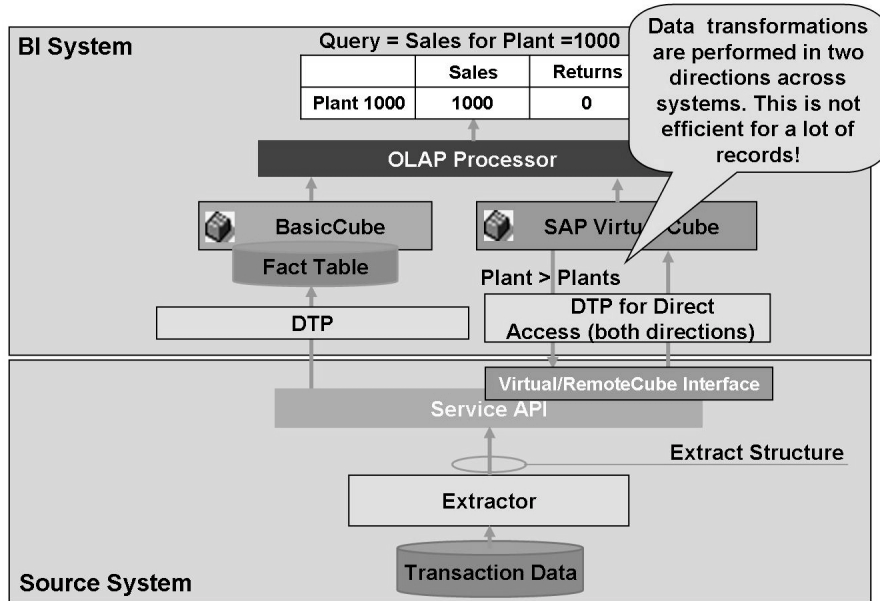 BI System
Query = Sales for Plant =1000
Sales
Returns
Plant 1000
1000
0
Data transformations
are performed in two
directions across
systems. This is not
efficient for a lot of
records!
OLAP Processor
BasicCube
Fact Table
SAP Cube
Plant > Plants
DTP
DTP for Direct
Access (both directions)
Virtual/RemoteCube Interface
Service API
Extract Structure
Extractor
Transaction Data
Source System